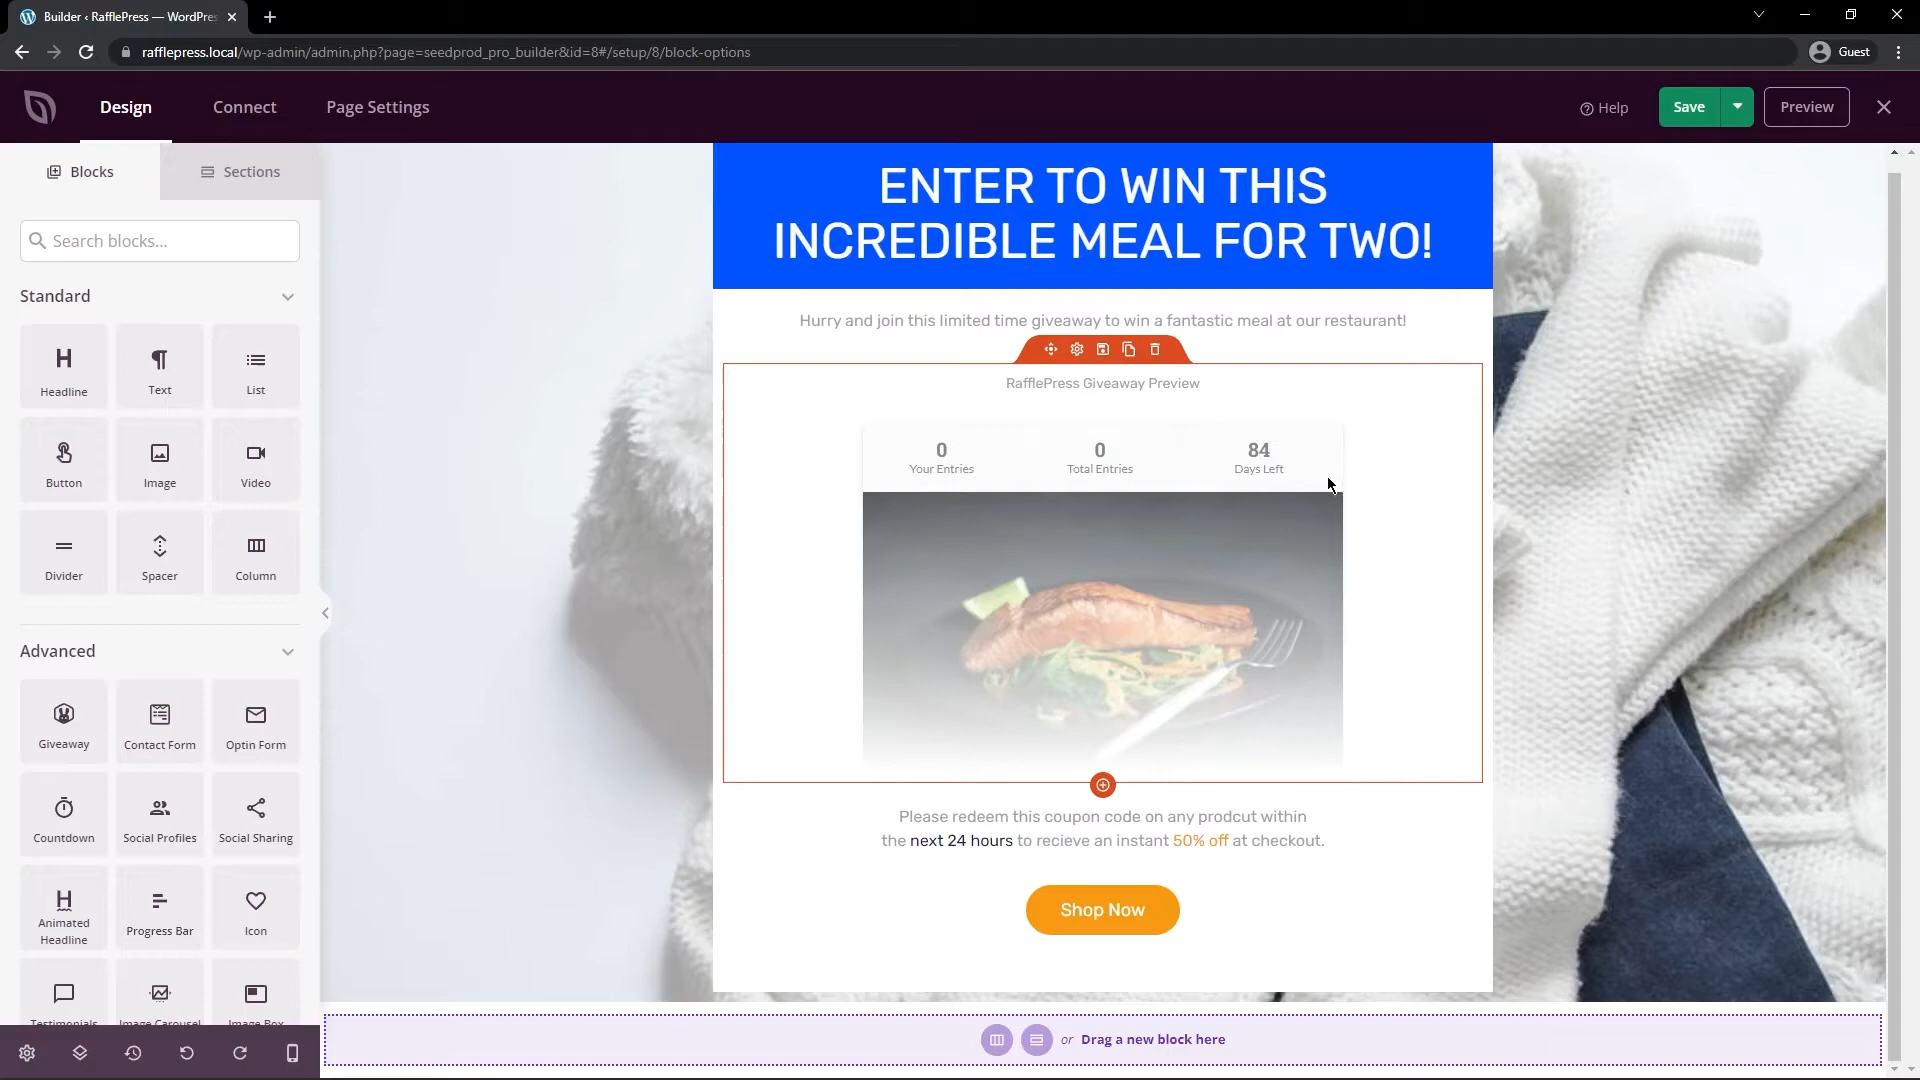 Builder ‹ RafflePress — WordPres
rafflepress.local/wp-admin/admin.php?page=seedprod_pro_builder&id=8#/setup/8/block-options
Guest
Design
Connect
Page Settings
Help
Save
Preview
Blocks
Sections
Search blocks...
Standard
Headline
Text
List
Button
Image
Video
Divider
Spacer
Column
Advanced
Giveaway
Contact Form
Optin Form
Countdown
Social Profiles
Social Sharing
Animated
Headline
Progress Bar
Icon
Testimonials
Image Carousel
Image Box
ENTER TO WIN THIS
INCREDIBLE MEAL FOR TWO!
Hurry and join this limited time giveaway to win a fantastic meal at our restaurant!
RafflePress Giveaway Preview
0
Your Entries
0
Total Entries
84
Days Left
Please redeem this coupon code on any prodcut within
the next 24 hours to recieve an instant 50% off at checkout.
Shop Now
or Drag a new block here